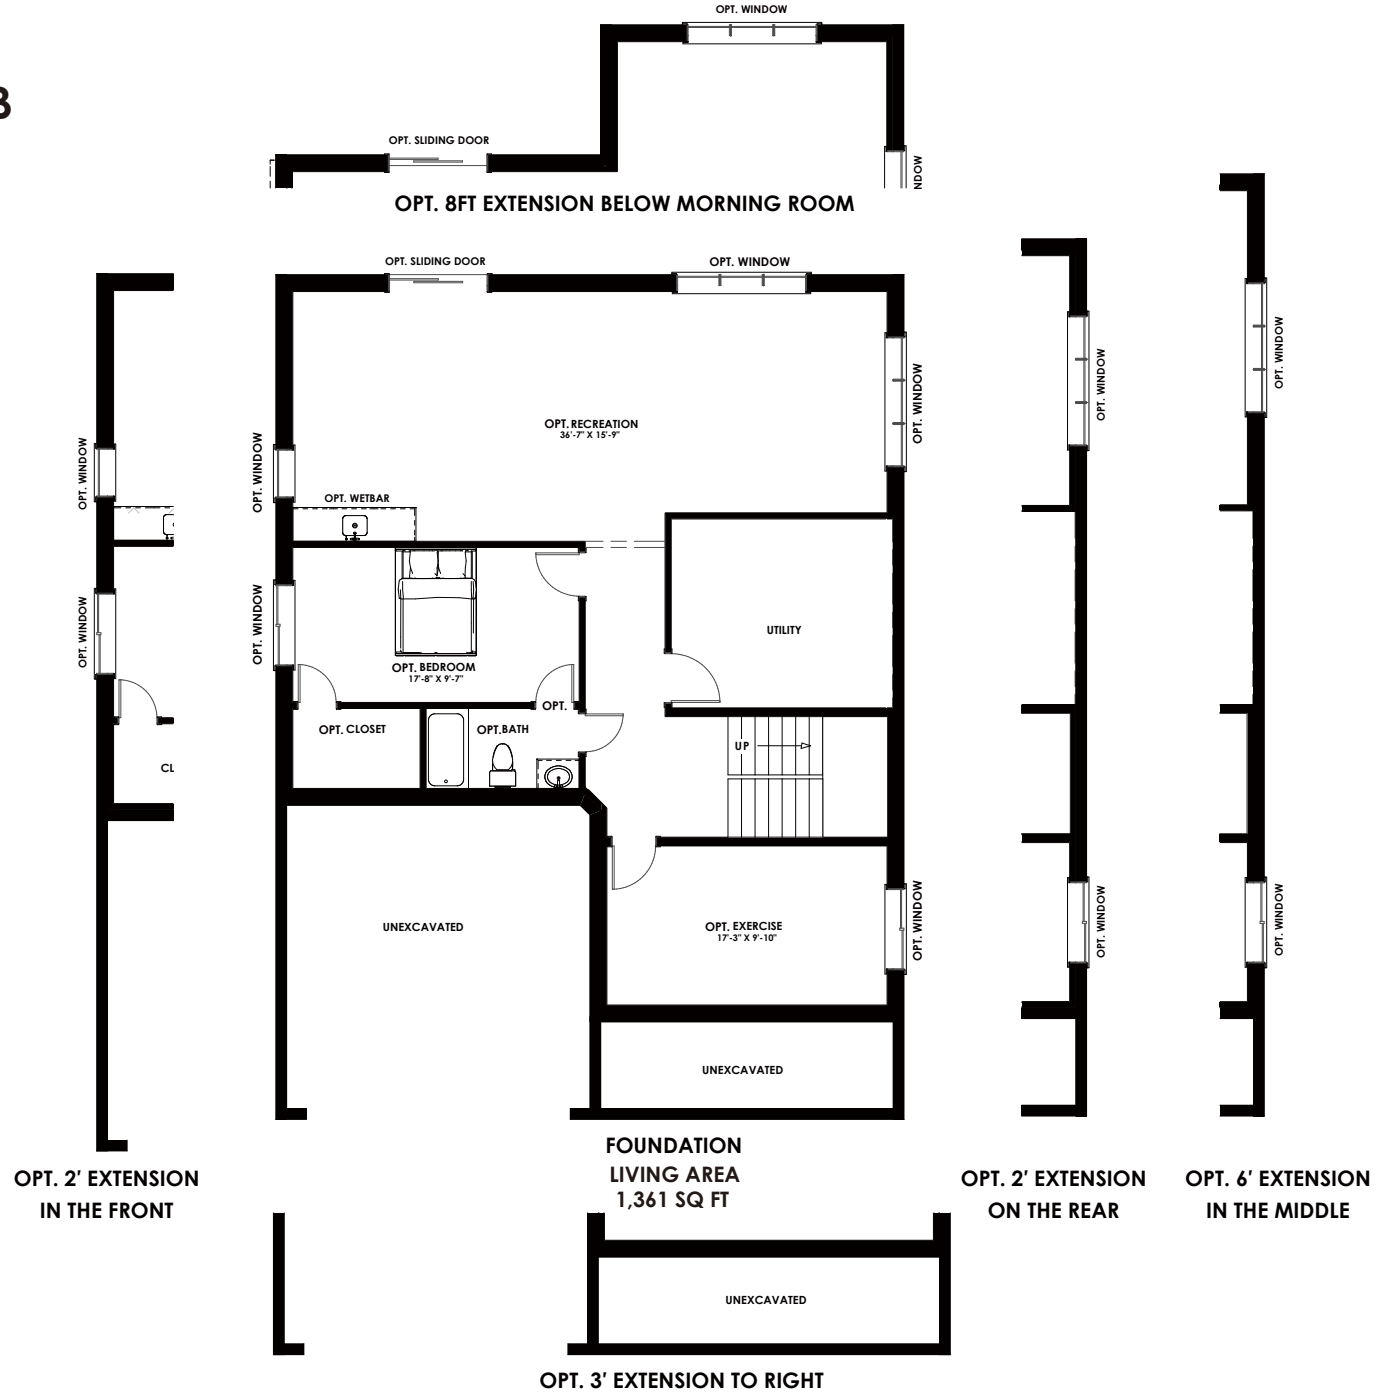 OPT. WINDOW
B
OPT. SLIDING DOOR
NDOW
OPT. 8FT EXTENSION BELOW MORNING ROOM
OPT. SLIDING DOOR
OPT. WINDOW
OPT. WINDOW
OPT. WINDOW
OPT. WINDOW
OPT. RECREATION
36'-7" X 15'-9"
OPT. WINDOW
OPT. WINDOW
OPT. WINDOW
OPT. WETBAR
OPT. WINDOW
OPT. WINDOW
UTILITY
OPT. BEDROOM
17'-8" X 9'-7"
OPT.
OPT. CLOSET
OPT.BATH
UP
CL
UNEXCAVATED
OPT. EXERCISE
17'-3" X 9'-10"
OPT. WINDOW
OPT. WINDOW
OPT. WINDOW
UNEXCAVATED
FOUNDATION
LIVING AREA
1,361 SQ FT
OPT. 2' EXTENSION
IN THE FRONT
OPT. 2' EXTENSION
ON THE REAR
OPT. 6' EXTENSION
IN THE MIDDLE
UNEXCAVATED
OPT. 3' EXTENSION TO RIGHT